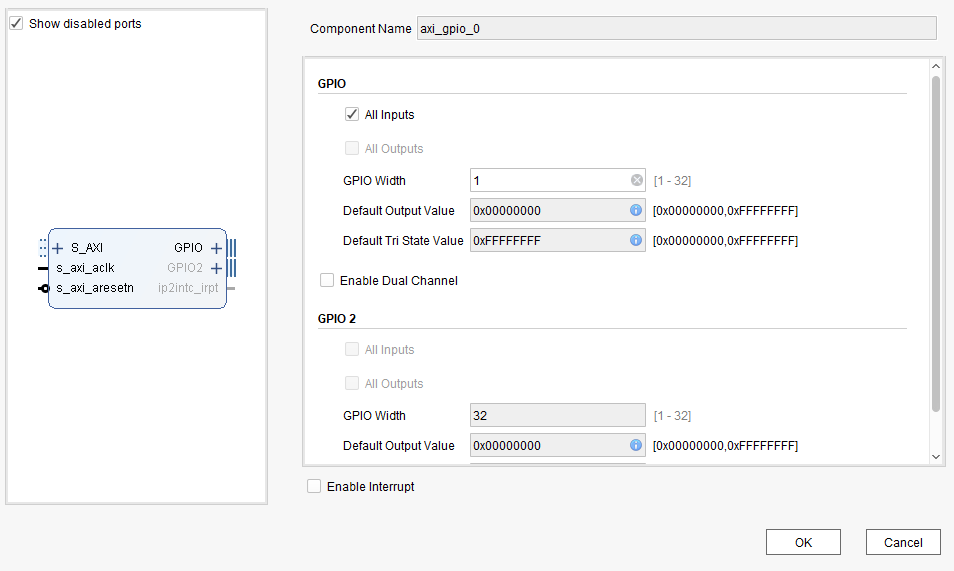 Show disabled ports
S_AXI
s_axi_aclk
s_axi_aresetn
GPIO
GPIO2
ip2intc_irpt
Component Name axi_gpio_0
GPIO
All Inputs
All Outputs
GPIO Width 1 [1 - 32]
Default Output Value 0x00000000 [0x00000000,0xFFFFFFFF]
Default Tri State Value 0xFFFFFFFF [0x00000000,0xFFFFFFFF]
Enable Dual Channel
GPIO 2
All Inputs
All Outputs
GPIO Width 32 [1 - 32]
Default Output Value 0x00000000 [0x00000000,0xFFFFFFFF]
Enable Interrupt
OK Cancel